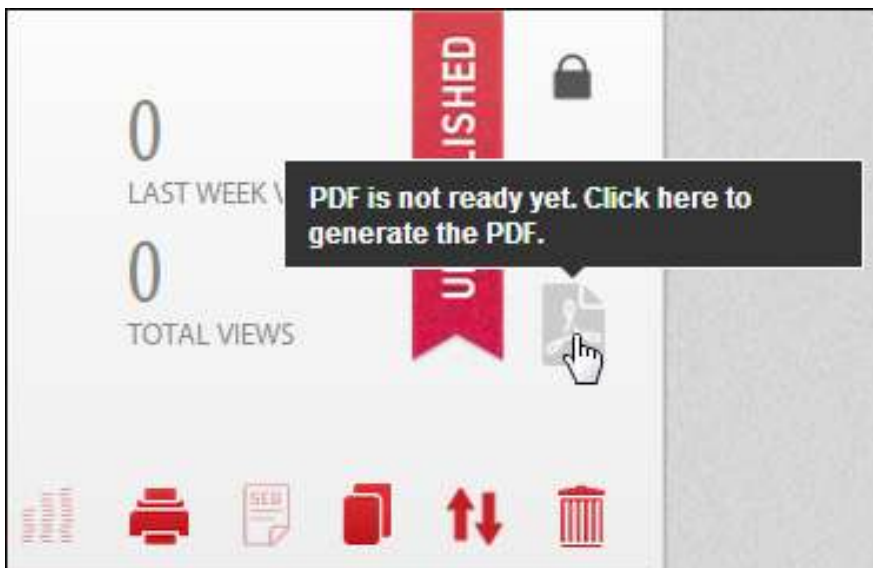 0
LAST WEEK V
PDF is not ready yet. Click here to
generate the PDF.
0
TOTAL VIEWS
SEO